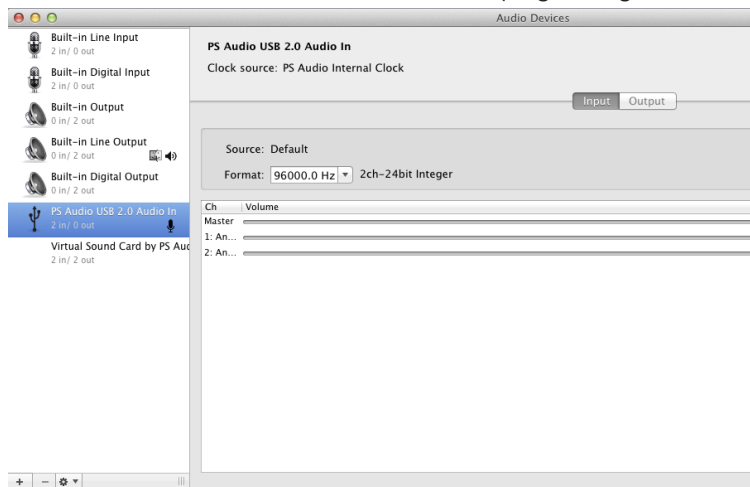 Audio Devices
Built-in Line Input
2 in/ 0 out
Built-in Digital Input
2 in/ 0 out
Built-in Output
0 in/ 2 out
Built-in Line Output
0 in/ 2 out
Built-in Digital Output
0 in/ 2 out
PS Audio USB 2.0 Audio In
2 in/ 0 out
Virtual Sound Card by PS Aud
2 in/ 2 out
PS Audio USB 2.0 Audio In
Clock source: PS Audio Internal Clock
Input Output
Source: Default
Format: 96000.0 Hz 2ch-24bit Integer
Ch Volume
Master
1: An...
2: An...